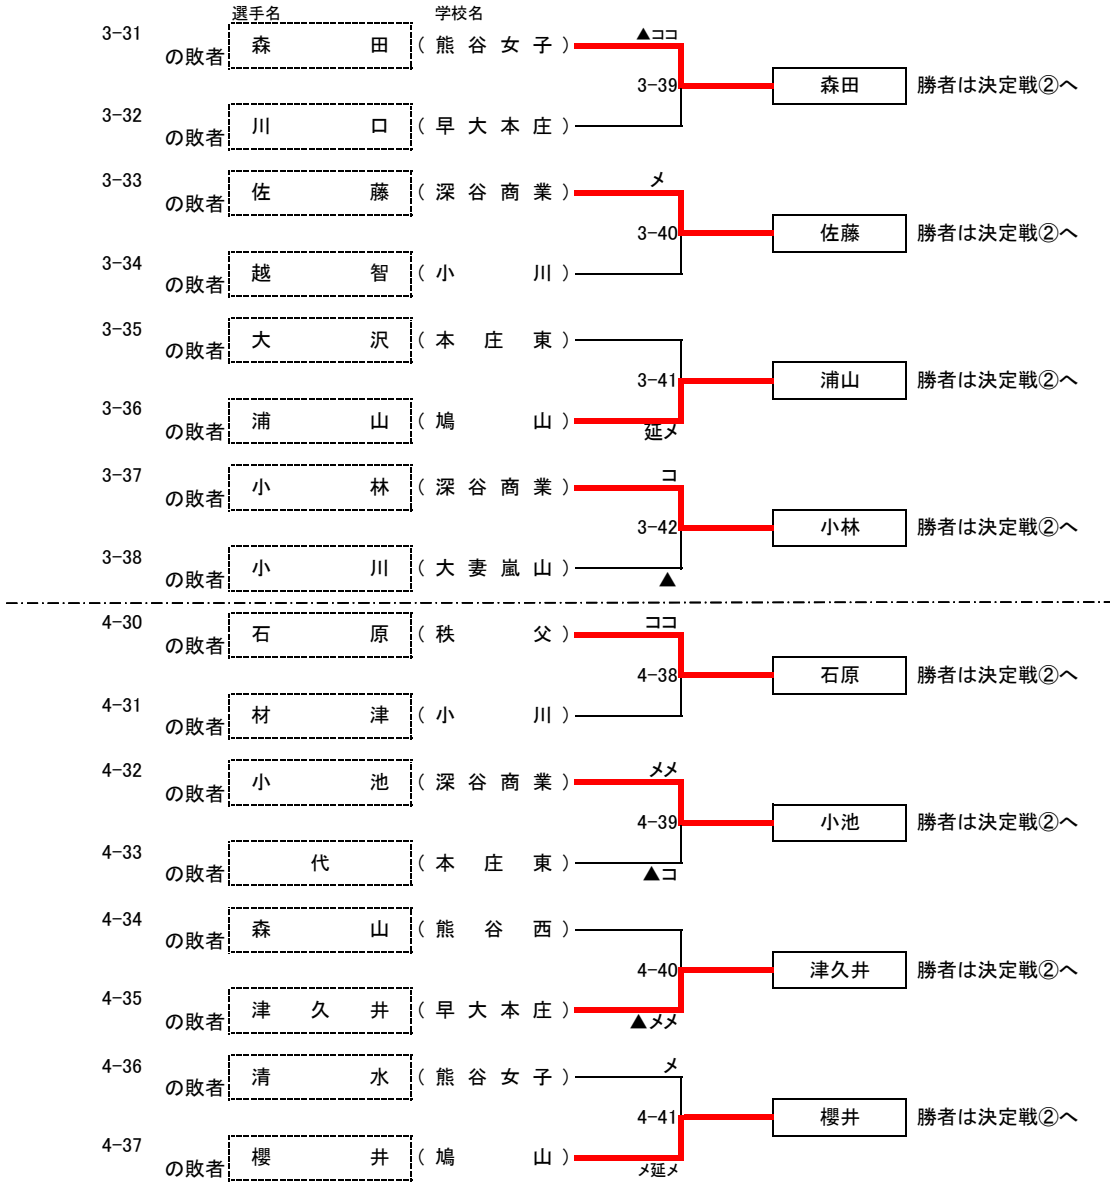 選手名 学校名
3-31 の敗者 森田 (熊谷女子) ▲ココ
3-39 森田 勝者は決定戦②へ
3-32 の敗者 川口 (早大本庄)
3-33 の敗者 佐藤 (深谷商業) メ
3-40 佐藤 勝者は決定戦②へ
3-34 の敗者 越智 (小川)
3-35 の敗者 大沢 (本庄東)
3-41 浦山 勝者は決定戦②へ
3-36 の敗者 浦山 (鳩山) 延メ
3-37 の敗者 小林 (深谷商業) コ
3-42 小林 勝者は決定戦②へ
3-38 の敗者 小川 (大妻嵐山) ▲
4-30 の敗者 石原 (秩父) ココ
4-38 石原 勝者は決定戦②へ
4-31 の敗者 材津 (小川)
4-32 の敗者 小池 (深谷商業) メメ
4-39 小池 勝者は決定戦②へ
4-33 の敗者 代 (本庄東) ▲コ
4-34 の敗者 森山 (熊谷西)
4-40 津久井 勝者は決定戦②へ
4-35 の敗者 津久井 (早大本庄) ▲メメ
4-36 の敗者 清水 (熊谷女子) メ
4-41 櫻井 勝者は決定戦②へ
4-37 の敗者 櫻井 (鳩山) メ延メ